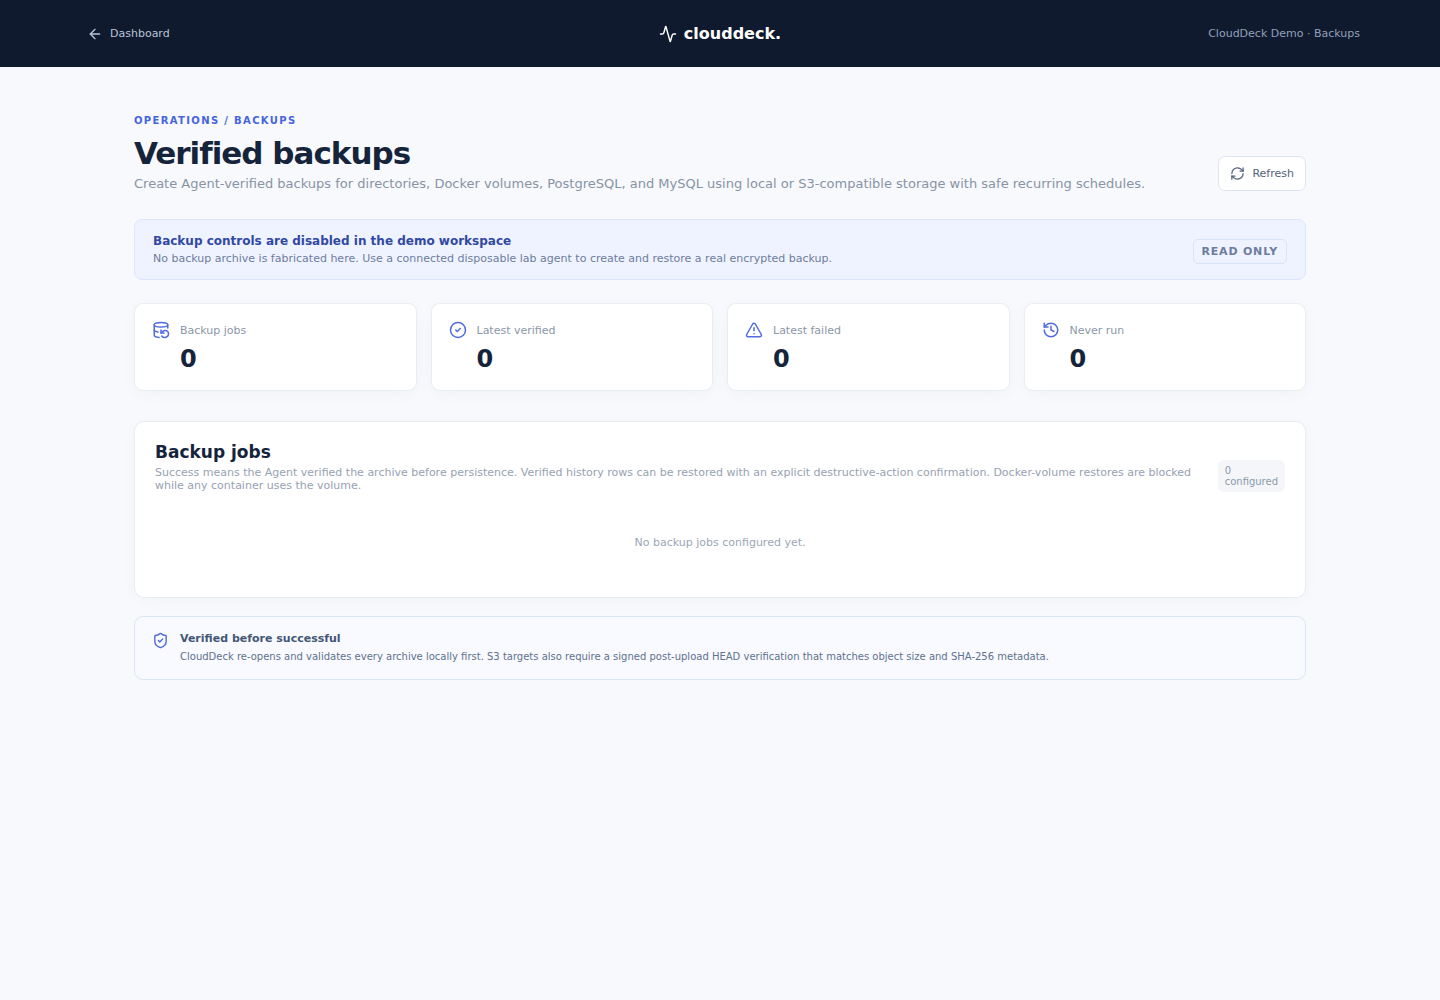 Dashboard
clouddeck.
CloudDeck Demo · Backups
OPERATIONS / BACKUPS
Verified backups
Create Agent-verified backups for directories, Docker volumes, PostgreSQL, and MySQL using local or S3-compatible storage with safe recurring schedules.
Refresh
Backup controls are disabled in the demo workspace
No backup archive is fabricated here. Use a connected disposable lab agent to create and restore a real encrypted backup.
READ ONLY
Backup jobs
0
Latest verified
0
Latest failed
0
Never run
0
Backup jobs
Success means the Agent verified the archive before persistence. Verified history rows can be restored with an explicit destructive-action confirmation. Docker-volume restores are blocked
while any container uses the volume.
0
configured
No backup jobs configured yet.
Verified before successful
CloudDeck re-opens and validates every archive locally first. S3 targets also require a signed post-upload HEAD verification that matches object size and SHA-256 metadata.